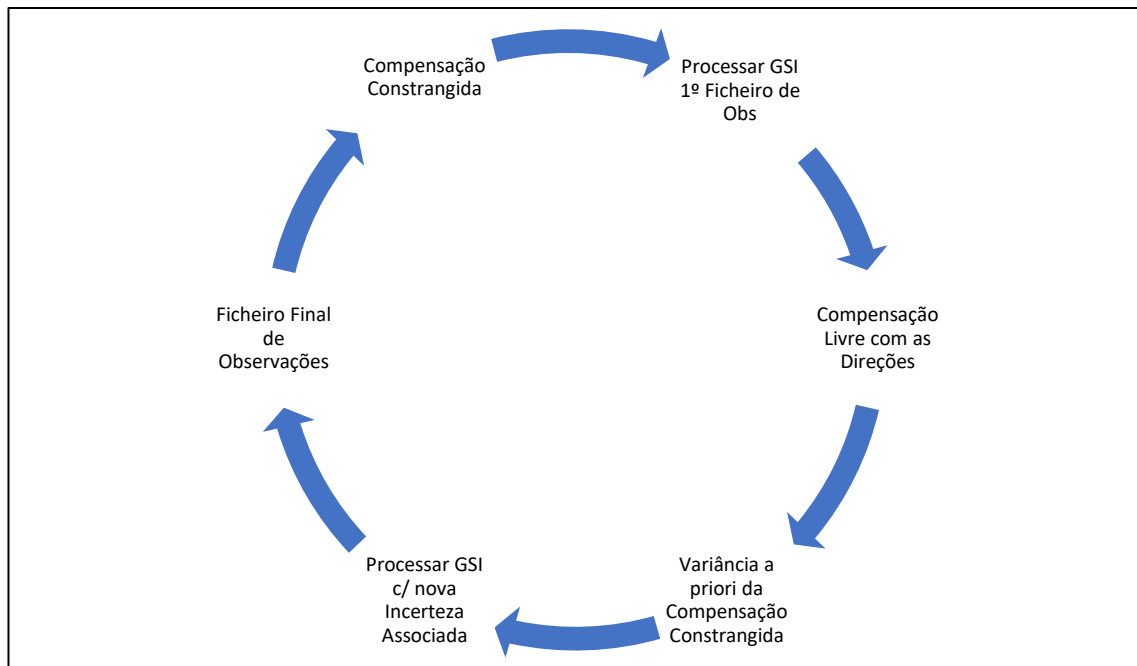 Compensação
Constrangida
Processar GSI
1º Ficheiro de
Obs
Compensação
Livre com as
Direções
Variância a
priori da
Compensação
Constrangida
Processar GSI
c/ nova
Incerteza
Associada
Ficheiro Final
de
Observações